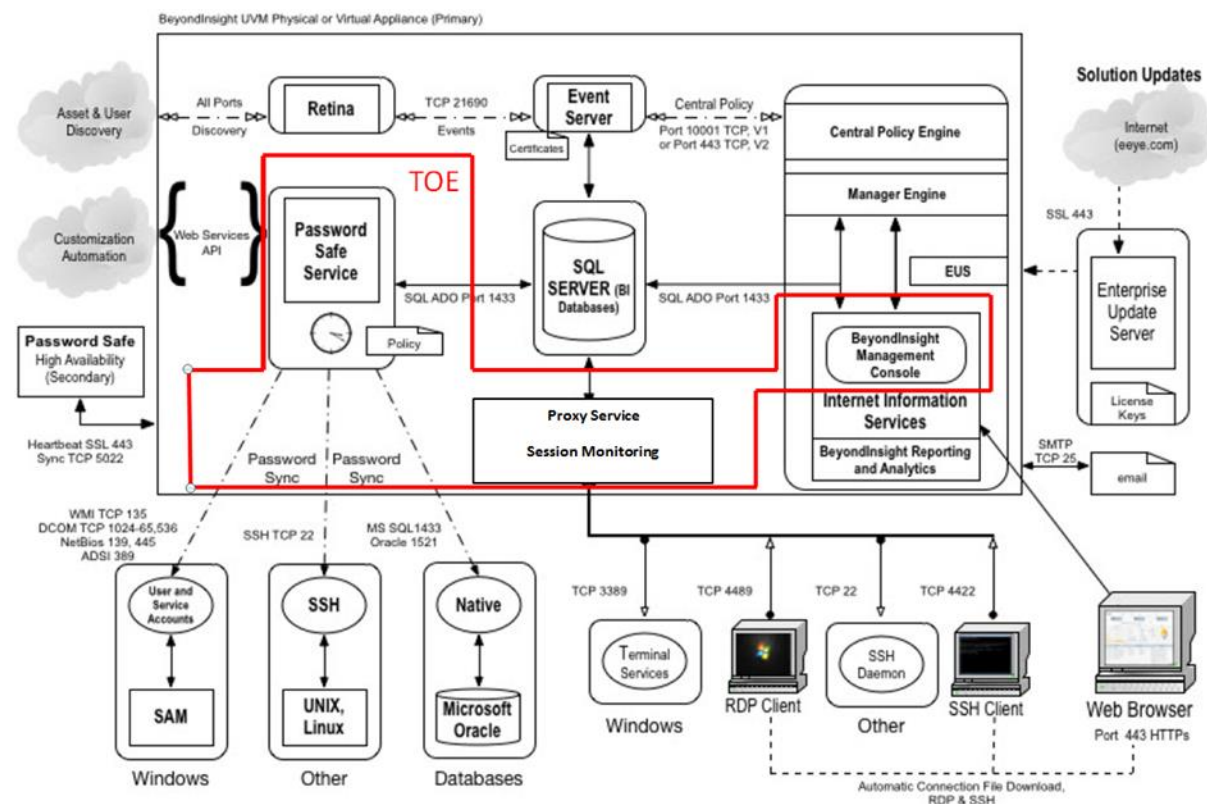 BeyondInsight UVM Physical or Virtual Appliance (Primary)
Asset & User
Discovery
All Ports
Discovery
Retina
TCP 21690
Events
Event
Server
Certificates
Central Policy
Port 10001 TCP, V1
or Port 443 TCP, V2
Central Policy Engine
Manager Engine
EUS
Solution Updates
Internet
(eeye.com)
SSL 443
Enterprise
Update
Server
License
Keys
TOE
Customization
Automation
Web Services
API
Password
Safe
Service
Policy
SQL ADO Port 1433
SQL
SERVER (BI
Databases)
SQL ADO Port 1433
BeyondInsight
Management
Console
Internet Information
Services
BeyondInsight Reporting
and Analytics
Password Safe
High Availability
(Secondary)
Heartbeat SSL 443
Sync TCP 5022
Proxy Service
Session Monitoring
SMTP
TCP 25
email
Password
Sync
Password
Sync
WMI TCP 135
DCOM TCP 1024-65,536
NetBios 139, 445
ADSI 389
SSH TCP 22
MS SQL1433
Oracle 1521
User and
Service
Accounts
SAM
Windows
SSH
UNIX,
Linux
Other
Native
Microsoft
Oracle
Databases
TCP 3389
TCP 4489
TCP 22
TCP 4422
Terminal
Services
Windows
RDP Client
SSH
Daemon
Other
SSH Client
Web Browser
Port 443 HTTPs
Automatic Connection File Download,
RDP & SSH